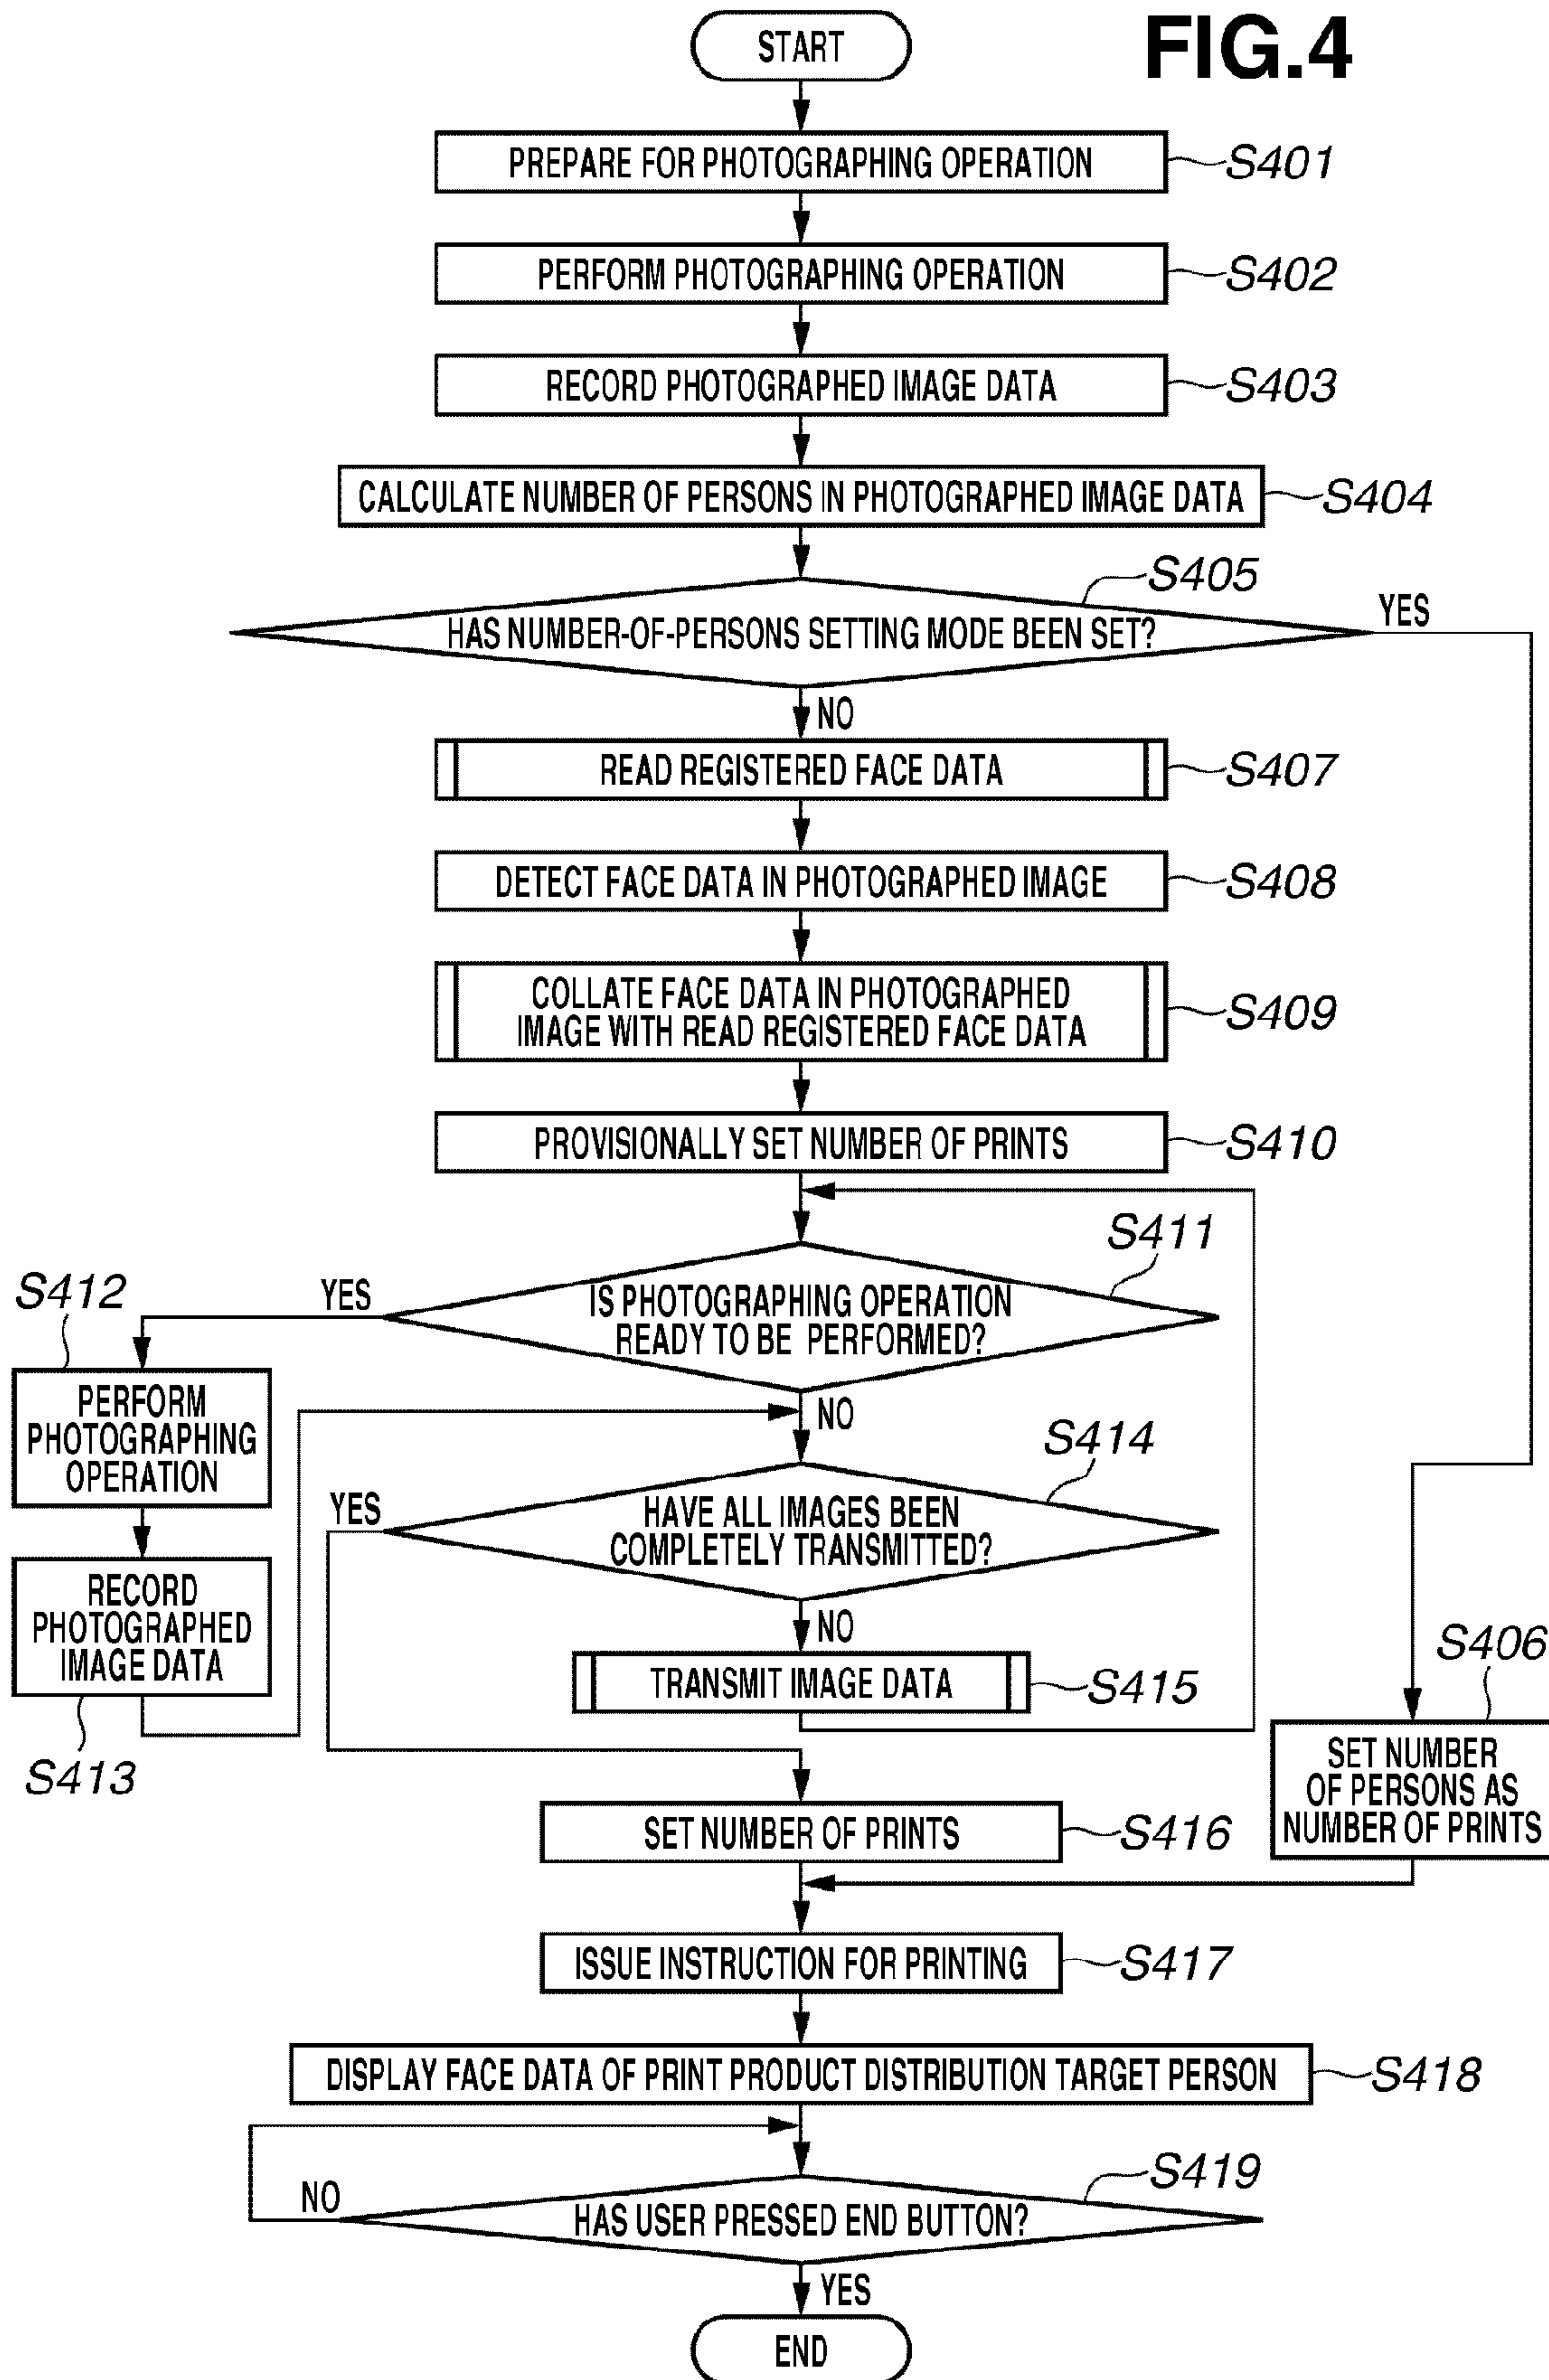 FIG.4
START
PREPARE FOR PHOTOGRAPHING OPERATION
S401
PERFORM PHOTOGRAPHING OPERATION
S402
RECORD PHOTOGRAPHED IMAGE DATA
S403
CALCULATE NUMBER OF PERSONS IN PHOTOGRAPHED IMAGE DATA
S404
S405
HAS NUMBER-OF-PERSONS SETTING MODE BEEN SET?
YES
NO
READ REGISTERED FACE DATA
S407
DETECT FACE DATA IN PHOTOGRAPHED IMAGE
S408
COLLATE FACE DATA IN PHOTOGRAPHED
IMAGE WITH READ REGISTERED FACE DATA
S409
PROVISIONALLY SET NUMBER OF PRINTS
S410
S411
IS PHOTOGRAPHING OPERATION
READY TO BE PERFORMED?
YES
NO
S412
PERFORM
PHOTOGRAPHING
OPERATION
RECORD
PHOTOGRAPHED
IMAGE DATA
S413
S414
HAVE ALL IMAGES BEEN
COMPLETELY TRANSMITTED?
YES
NO
TRANSMIT IMAGE DATA
S415
S406
SET NUMBER
OF PERSONS AS
NUMBER OF PRINTS
SET NUMBER OF PRINTS
S416
ISSUE INSTRUCTION FOR PRINTING
S417
DISPLAY FACE DATA OF PRINT PRODUCT DISTRIBUTION TARGET PERSON
S418
S419
HAS USER PRESSED END BUTTON?
NO
YES
END